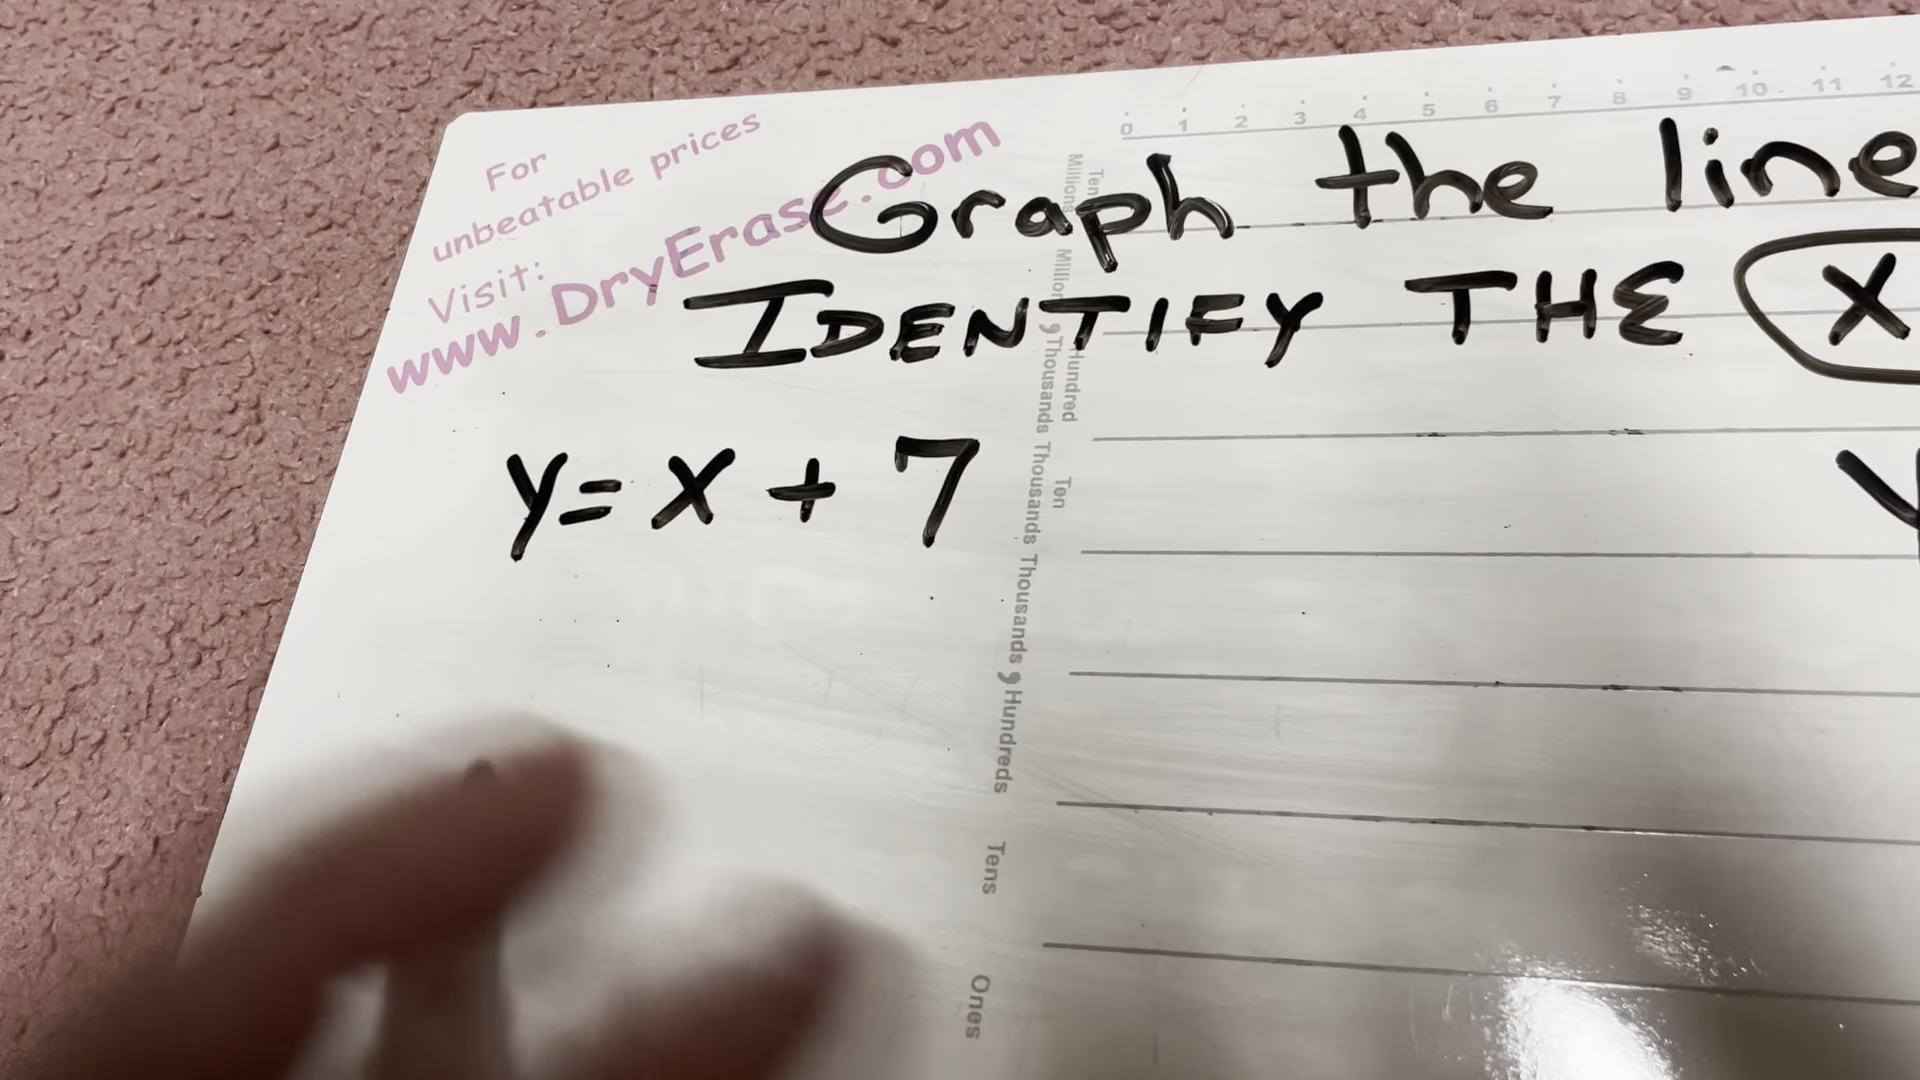 For
unbeatable prices
Visit:
www.DryErase.com
0 1 2 3 4 5 6 7 8 9 10 11 12
Graph the line
IDENTIFY THE X
y = x + 7
Ten Millions Millions , Hundred Thousands Ten Thousands Thousands , Hundreds Tens Ones